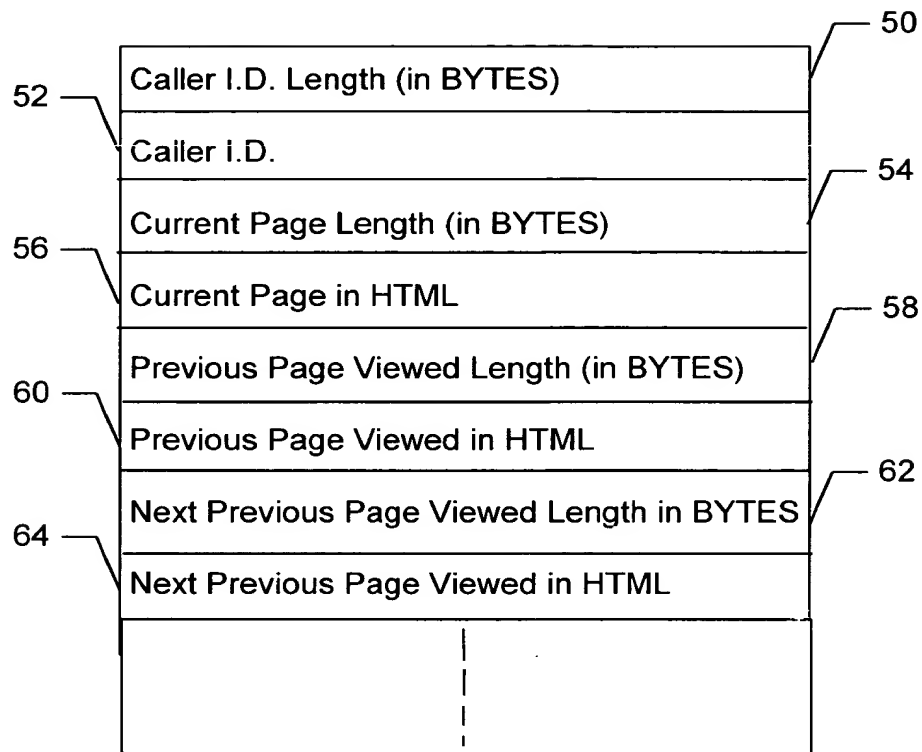 50
Caller I.D. Length (in BYTES)
52
Caller I.D.
54
Current Page Length (in BYTES)
56
Current Page in HTML
58
Previous Page Viewed Length (in BYTES)
60
Previous Page Viewed in HTML
62
Next Previous Page Viewed Length in BYTES
64
Next Previous Page Viewed in HTML